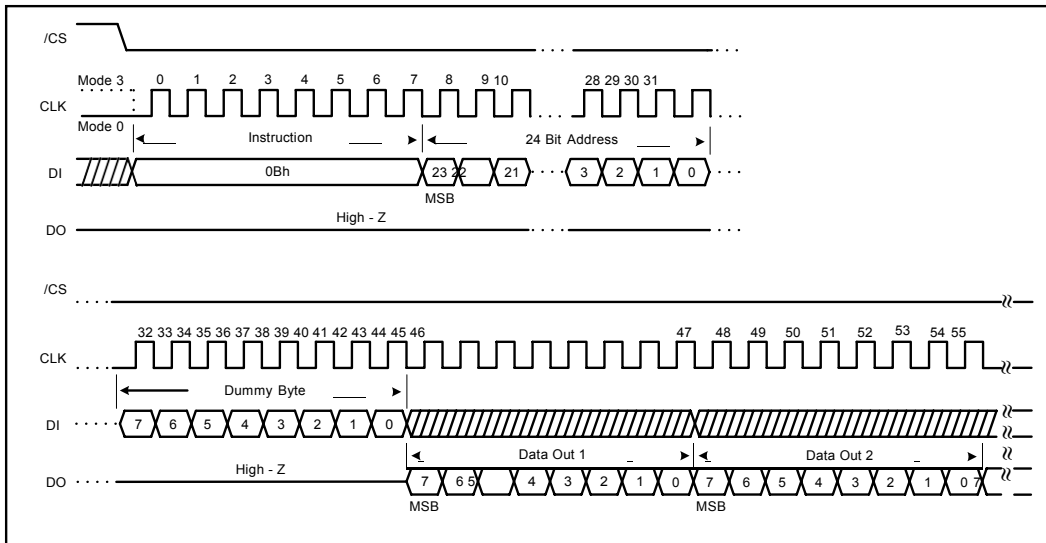 /CS
Mode 3 0 1 2 3 4 5 6 7 8 9 10 28 29 30 31
CLK
Mode 0
Instruction 24 Bit Address
DI 0Bh 23 22 21 3 2 1 0
MSB
High - Z
DO
/CS
32 33 34 35 36 37 38 39 40 41 42 43 44 45 46 47 48 49 50 51 52 53 54 55
CLK
Dummy Byte
DI 7 6 5 4 3 2 1 0
Data Out 1 Data Out 2
High - Z
DO 7 6 5 4 3 2 1 0 7 6 5 4 3 2 1 0 7
MSB MSB